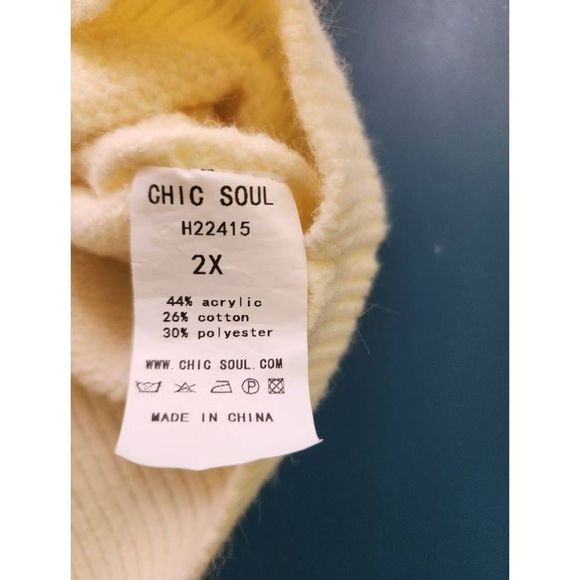 CHIC SOUL
H22415
2X
44% acrylic
26% cotton
30% polyester
WWW.CHIC SOUL.COM
P
MADE IN CHINA